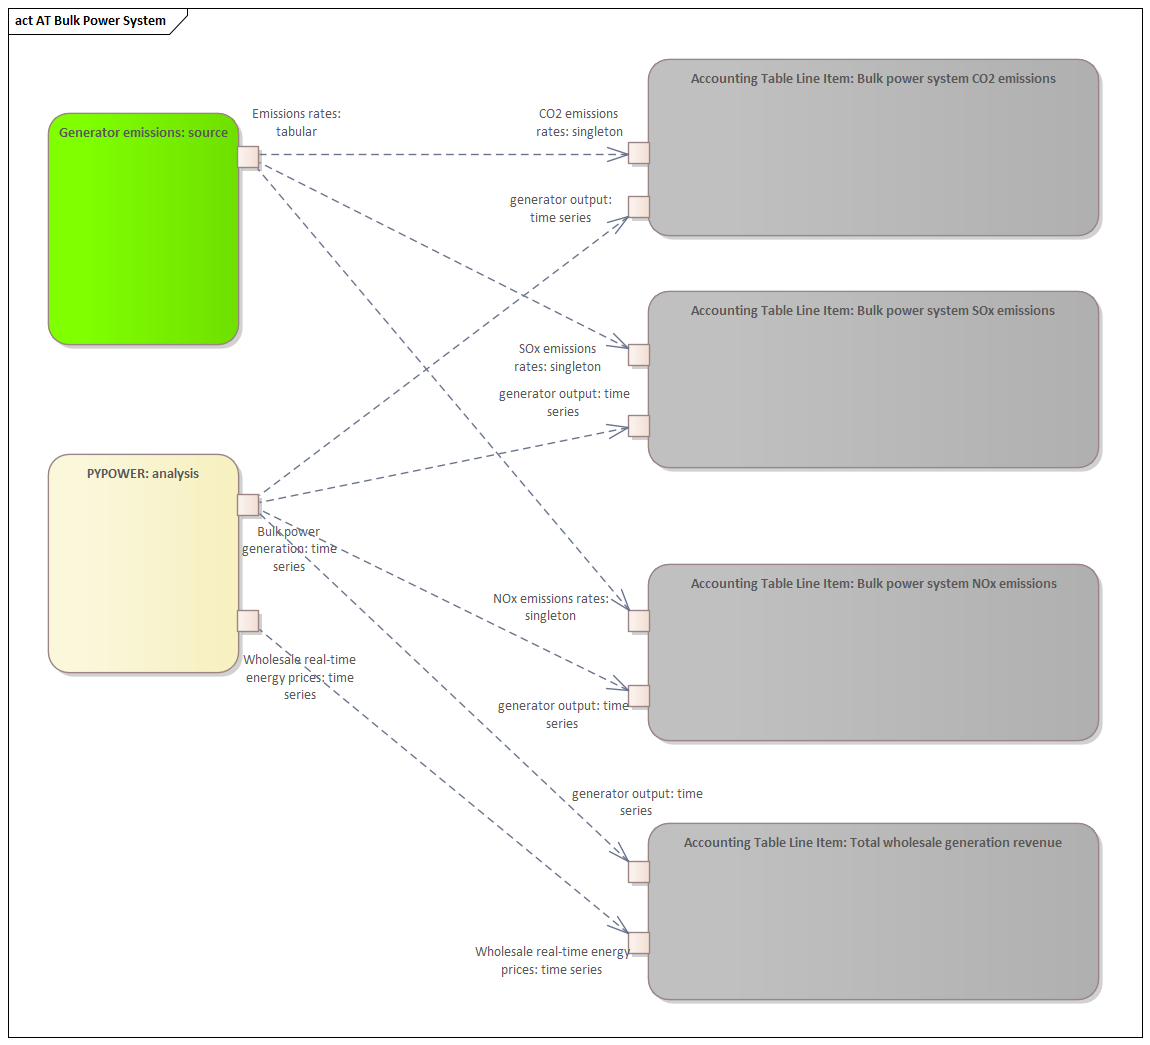 act AT Bulk Power System
Accounting Table Line Item: Bulk power system CO2 emissions
Generator emissions: source
Emissions rates:
tabular
CO2 emissions
rates: singleton
generator output:
time series
Accounting Table Line Item: Bulk power system SOx emissions
SOx emissions
rates: singleton
generator output: time
series
PYPOWER: analysis
Bulk power
generation: time
series
Accounting Table Line Item: Bulk power system NOx emissions
NOx emissions rates:
singleton
Wholesale real-time
energy prices: time
series
generator output: time
series
generator output: time
series
Accounting Table Line Item: Total wholesale generation revenue
Wholesale real-time energy
prices: time series